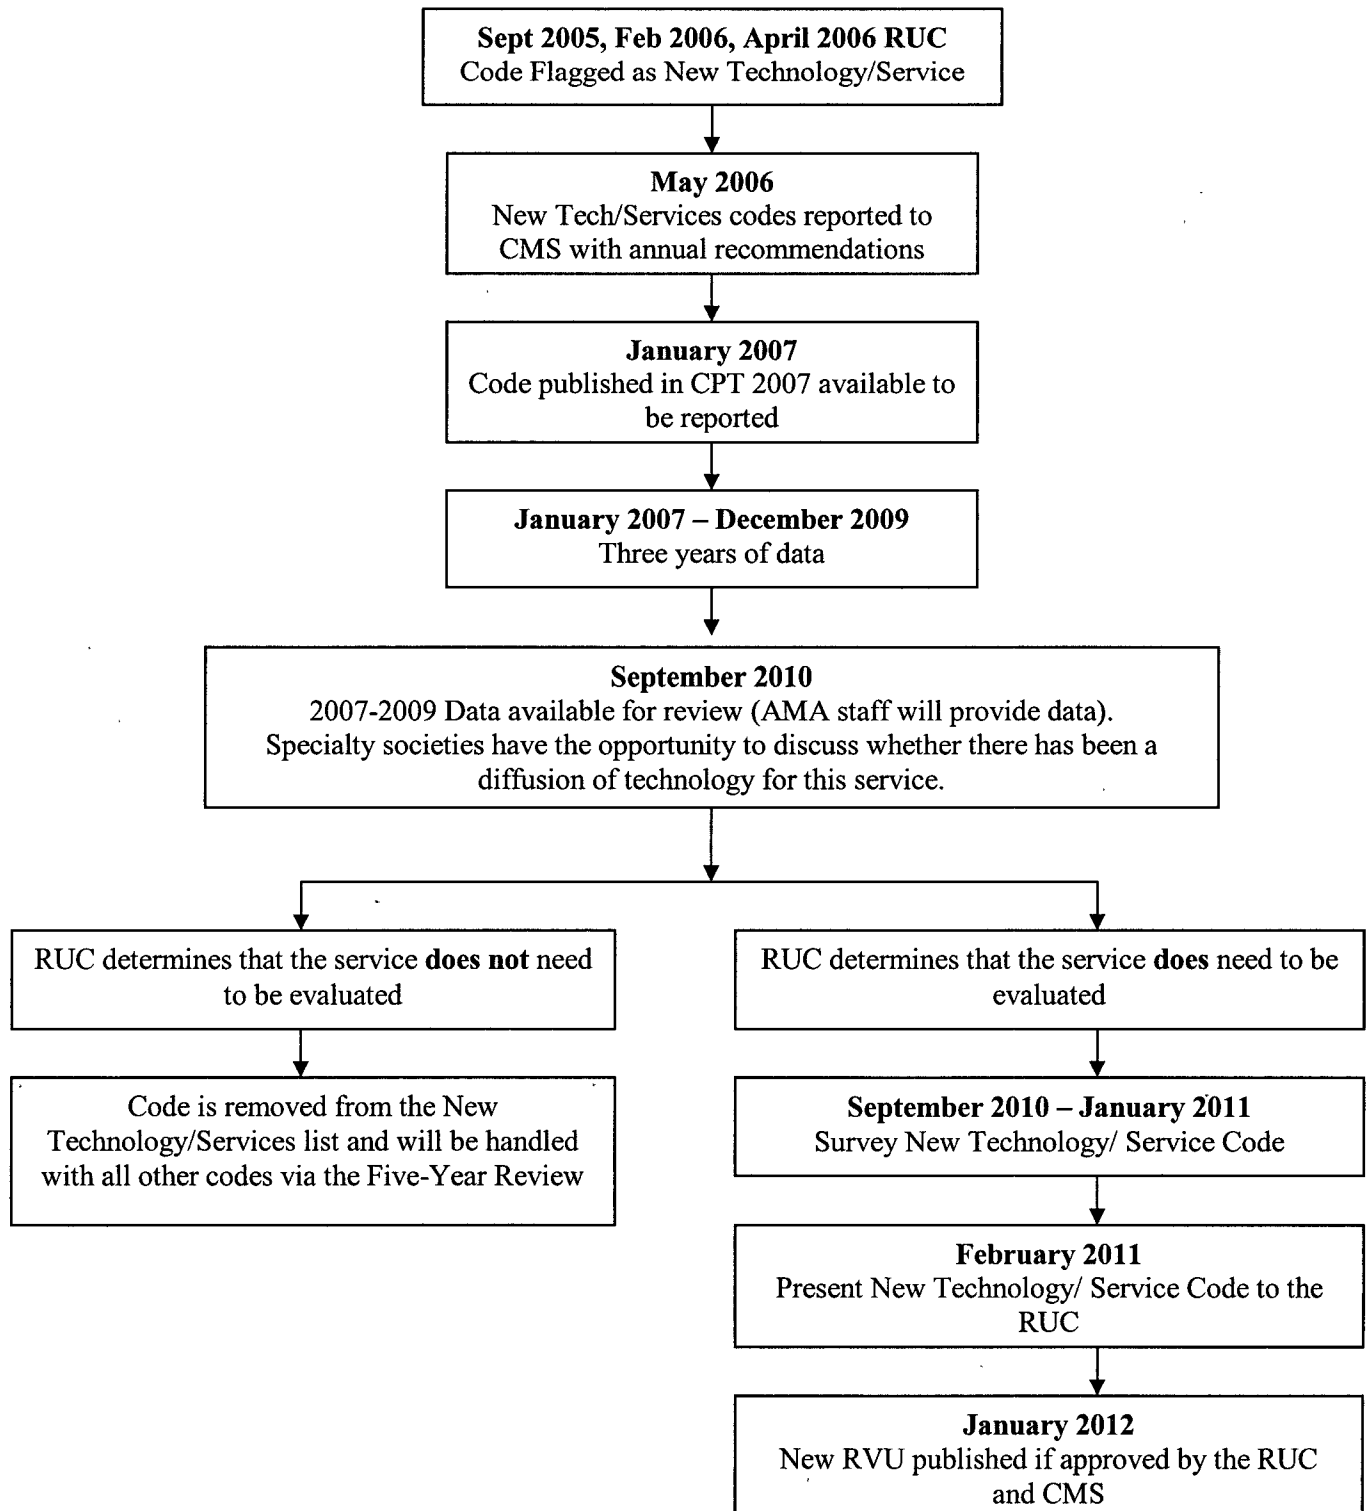 Sept 2005, Feb 2006, April 2006 RUC
Code Flagged as New Technology/Service
May 2006
New Tech/Services codes reported to
CMS with annual recommendations
January 2007
Code published in CPT 2007 available to
be reported
January 2007 – December 2009
Three years of data
September 2010
2007-2009 Data available for review (AMA staff will provide data).
Specialty societies have the opportunity to discuss whether there has been a
diffusion of technology for this service.
RUC determines that the service does not need
to be evaluated
Code is removed from the New
Technology/Services list and will be handled
with all other codes via the Five-Year Review
RUC determines that the service does need to be
evaluated
September 2010 – January 2011
Survey New Technology/ Service Code
February 2011
Present New Technology/ Service Code to the
RUC
January 2012
New RVU published if approved by the RUC
and CMS